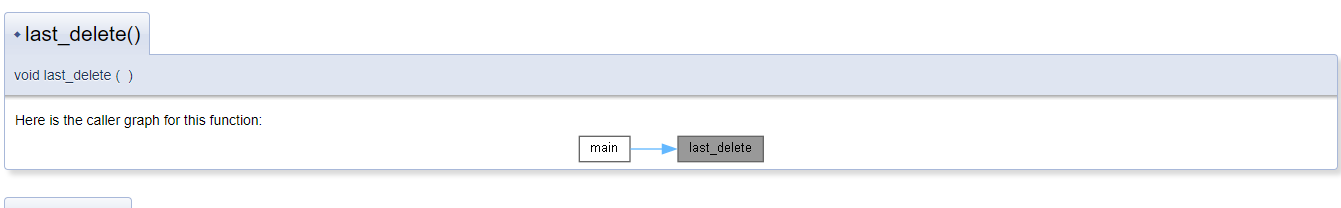 ◆ last_delete()
void last_delete ( )
Here is the caller graph for this function:
main last_delete